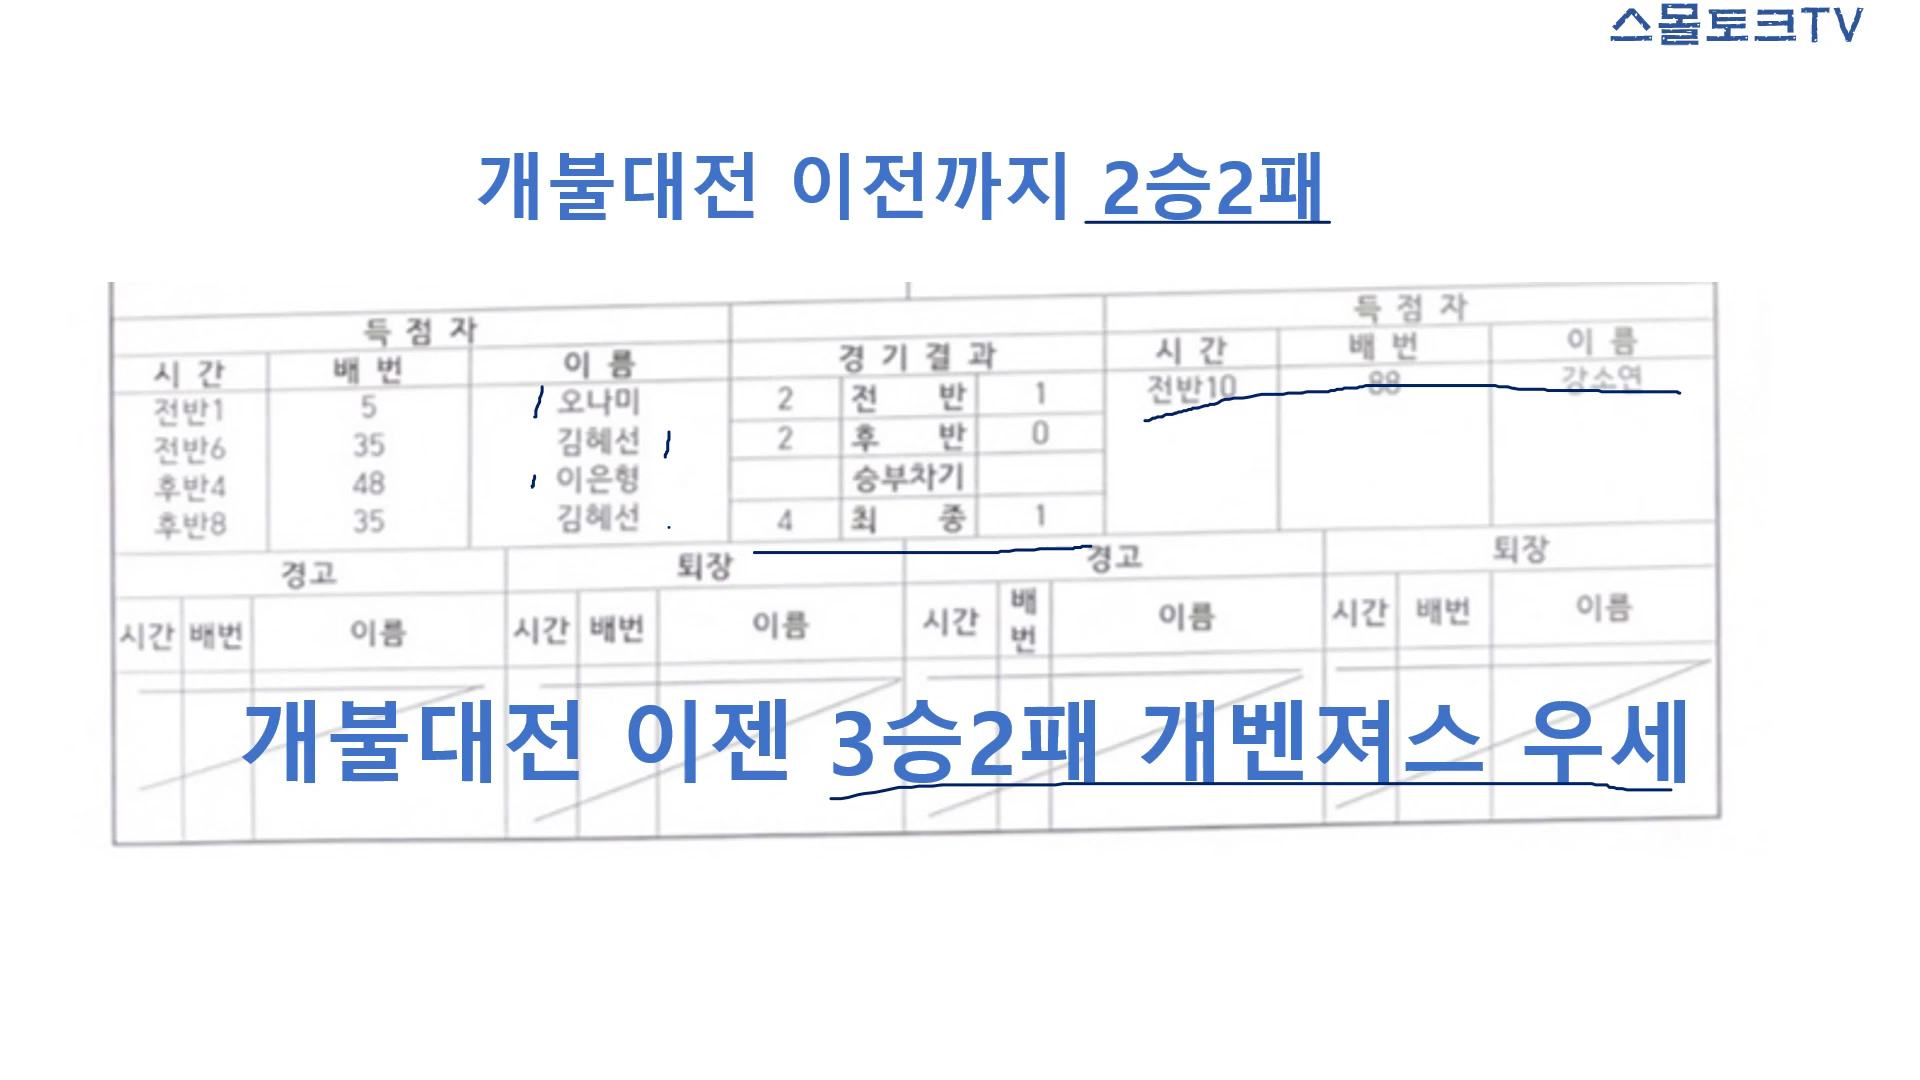 스몰토크TV
개불대전 이전까지 2승2패
득 점 자 득 점 자
시 간 배 번 이 름 경 기 결 과 시 간 배 번 이 름
전반1 5 오나미 2 전 반 1 전반10 88 강소연
전반6 35 김혜선 2 후 반 0
후반4 48 이은형 승부차기
후반8 35 김혜선 4 최 종 1
경고 퇴장 경고 퇴장
시간 배번 이름 시간 배번 이름 시간 배번 이름 시간 배번 이름
개불대전 이젠 3승2패 개벤져스 우세